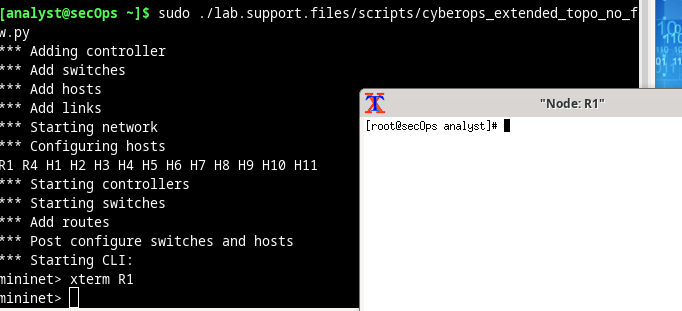 [analyst@secOps ~]$ sudo ./lab.support.files/scripts/cyberops_extended_topo_no_f
w.py
*** Adding controller
*** Add switches
*** Add hosts
*** Add links
*** Starting network
*** Configuring hosts
R1 R4 H1 H2 H3 H4 H5 H6 H7 H8 H9 H10 H11
*** Starting controllers
*** Starting switches
*** Add routes
*** Post configure switches and hosts
*** Starting CLI:
mininet> xterm R1
mininet>
"Node: R1"
[root@secOps analyst]#